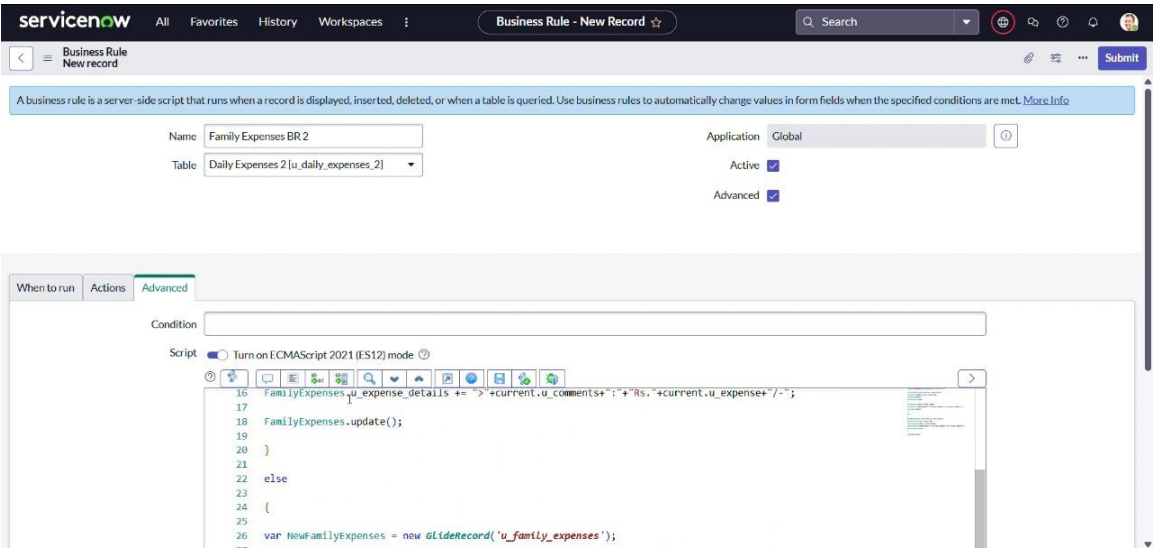 servicenow All Favorites History Workspaces Business Rule - New Record Search
Business Rule
New record
Submit
A business rule is a server-side script that runs when a record is displayed, inserted, deleted, or when a table is queried. Use business rules to automatically change values in form fields when the specified conditions are met. More Info
Name Family Expenses BR 2 Application Global
Table Daily Expenses 2 [u_daily_expenses_2] Active
Advanced
When to run Actions Advanced
Condition
Script Turn on ECMAScript 2021 (ES12) mode
16 FamilyExpenses.u_expense_details += ">"+current.u_comments+":"+"Rs."+current.u_expense+"/-";
17
18 FamilyExpenses.update();
19
20 }
21
22 else
23
24 {
25
26 var NewFamilyExpenses = new GlideRecord('u_family_expenses');